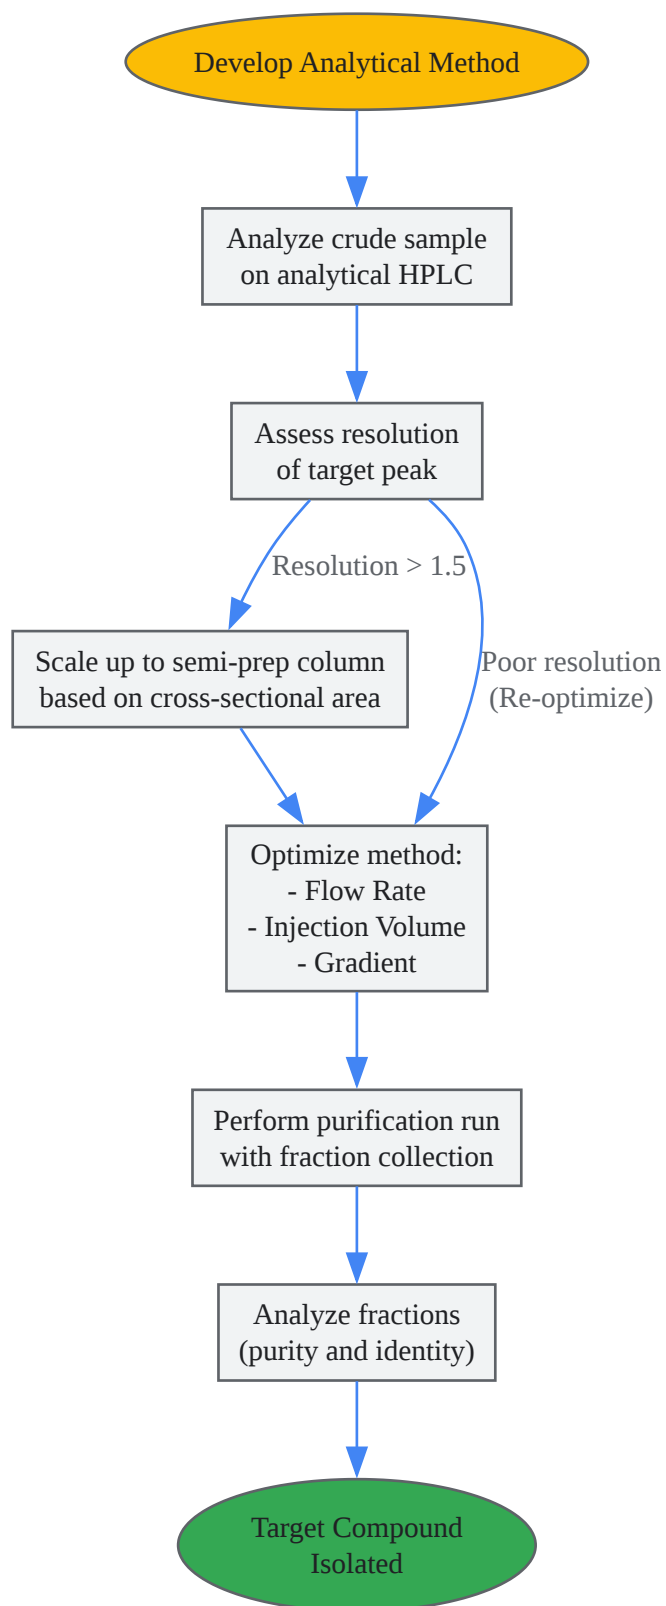 Develop Analytical Method
Analyze crude sample
on analytical HPLC
Assess resolution
of target peak
Resolution > 1.5
Scale up to semi-prep column
based on cross-sectional area
Poor resolution
(Re-optimize)
Optimize method:
- Flow Rate
- Injection Volume
- Gradient
Perform purification run
with fraction collection
Analyze fractions
(purity and identity)
Target Compound
Isolated